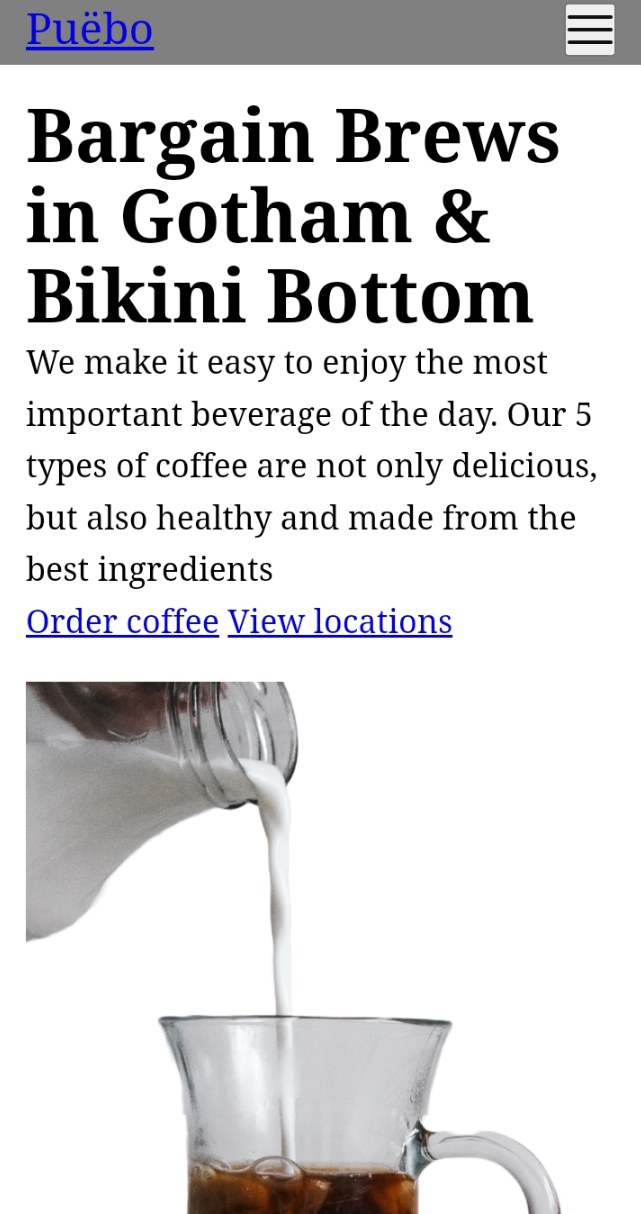 Puëbo
Bargain Brews
in Gotham &
Bikini Bottom
We make it easy to enjoy the most
important beverage of the day. Our 5
types of coffee are not only delicious,
but also healthy and made from the
best ingredients
Order coffee View locations